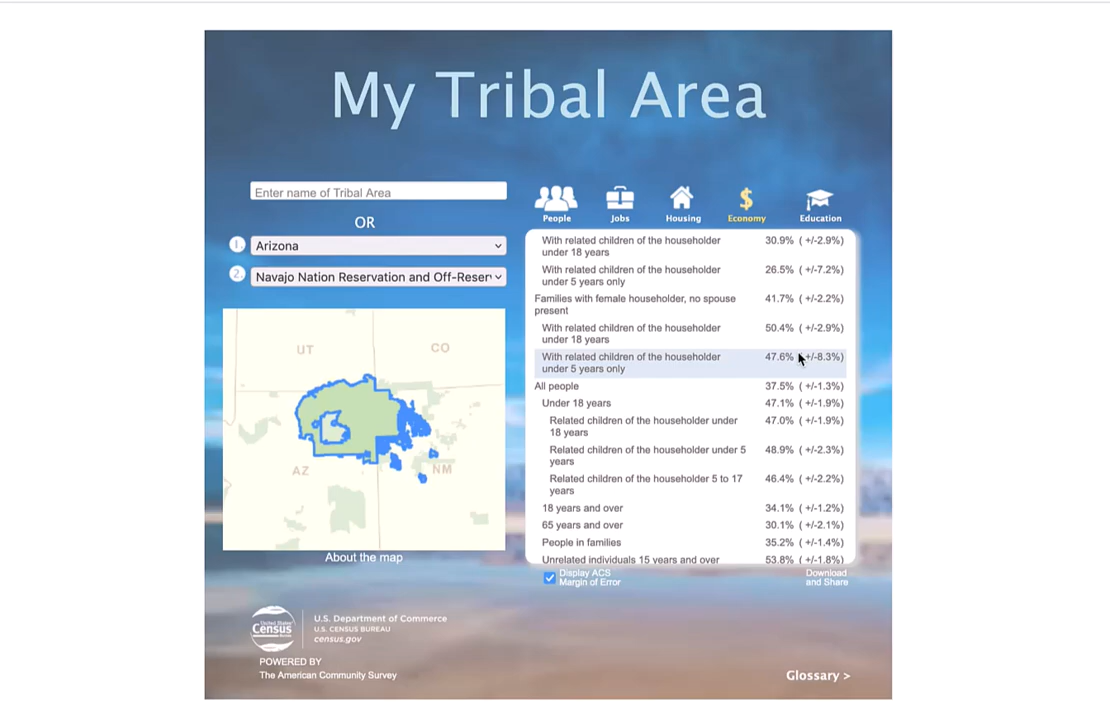 My Tribal Area
Enter name of Tribal Area
OR
1. Arizona
2. Navajo Nation Reservation and Off-Reser
UT
CO
AZ
NM
About the map
People
Jobs
Housing
$
Economy
Education
With related children of the householder 30.9% ( +/-2.9%)
under 18 years
With related children of the householder 26.5% ( +/-7.2%)
under 5 years only
Families with female householder, no spouse 41.7% ( +/-2.2%)
present
With related children of the householder 50.4% ( +/-2.9%)
under 18 years
With related children of the householder 47.6% ( +/-8.3%)
under 5 years only
All people 37.5% ( +/-1.3%)
Under 18 years 47.1% ( +/-1.9%)
Related children of the householder under 47.0% ( +/-1.9%)
18 years
Related children of the householder under 5 48.9% ( +/-2.3%)
years
Related children of the householder 5 to 17 46.4% ( +/-2.2%)
years
18 years and over 34.1% ( +/-1.2%)
65 years and over 30.1% ( +/-2.1%)
People in families 35.2% ( +/-1.4%)
Unrelated individuals 15 years and over 53.8% ( +/-1.8%)
Display ACS
Margin of Error
Download
and Share
United States
Census
Bureau
U.S. Department of Commerce
U.S. CENSUS BUREAU
census.gov
POWERED BY
The American Community Survey
Glossary >